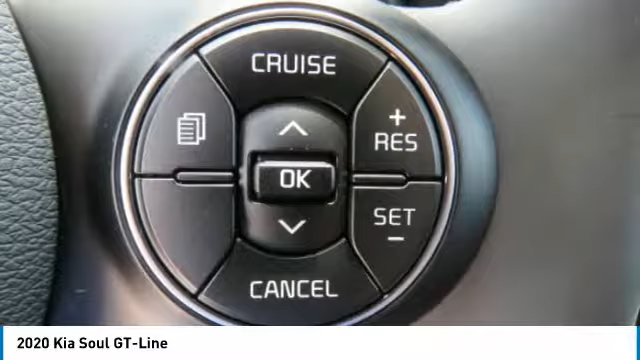 CRUISE
+
RES
OK
SET
−
CANCEL
2020 Kia Soul GT-Line